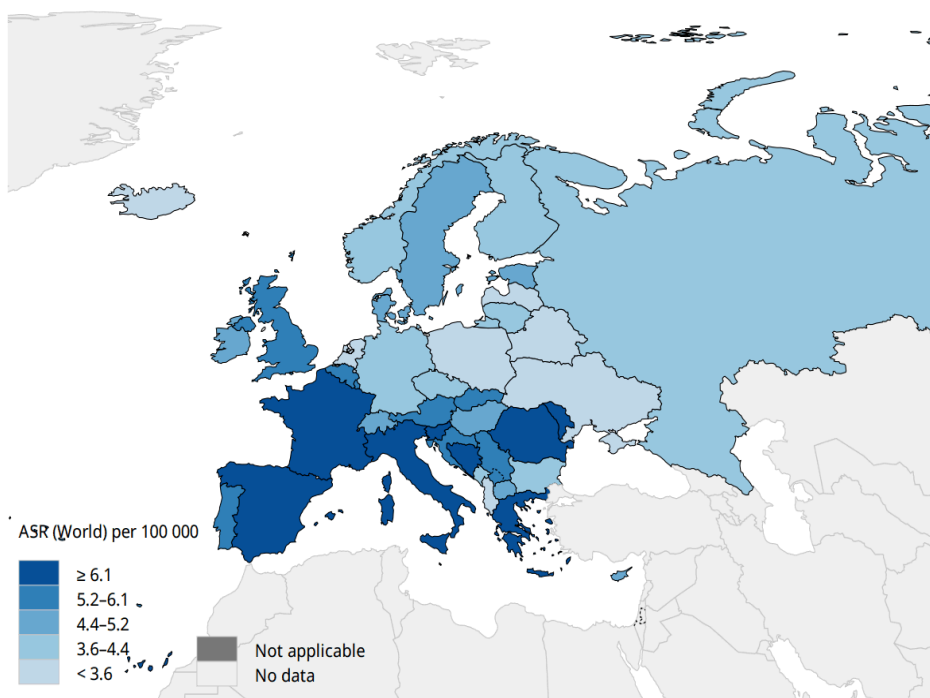 ASR (World) per 100 000
≥ 6.1
5.2–6.1
4.4–5.2
3.6–4.4
< 3.6
Not applicable
No data